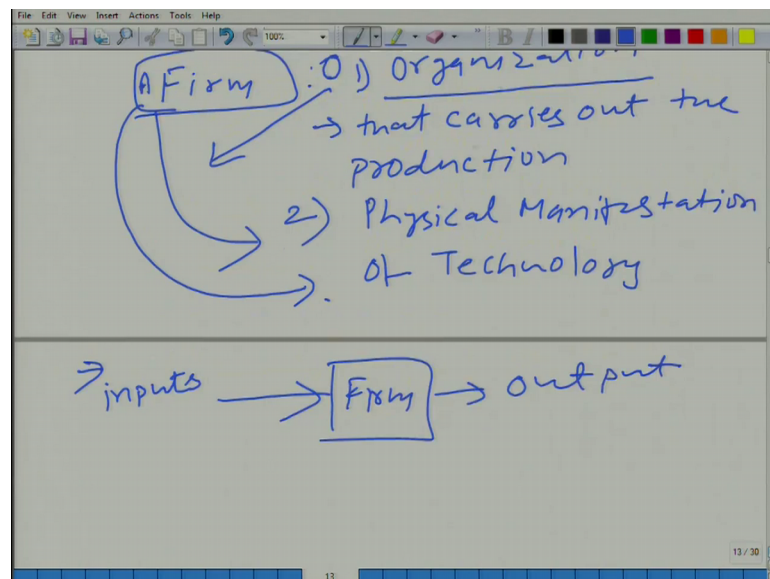 File Edit View Insert Actions Tools Help
100% B I
A Firm : 1) Organization
→ that carries out the
production
2) Physical Manifestation
of Technology
inputs → Firm → output
13 / 30
13